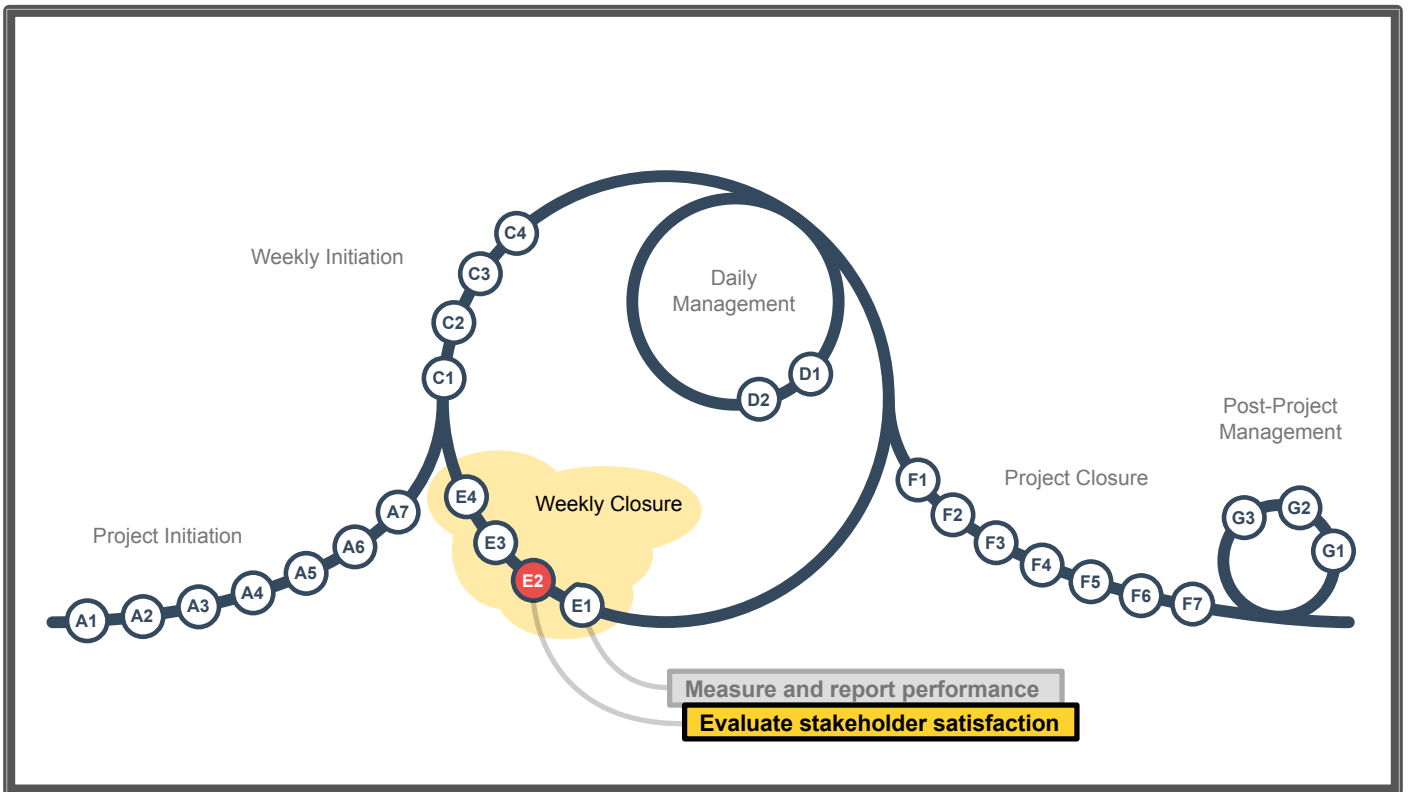 Weekly Initiation
C4
C3
C2
C1
Daily
Management
D1
D2
Post-Project
Management
Project Closure
F1
F2
F3
F4
F5
F6
F7
G3
G2
G1
Weekly Closure
E4
E3
E2
E1
Project Initiation
A7
A6
A5
A4
A3
A2
A1
Measure and report performance
Evaluate stakeholder satisfaction